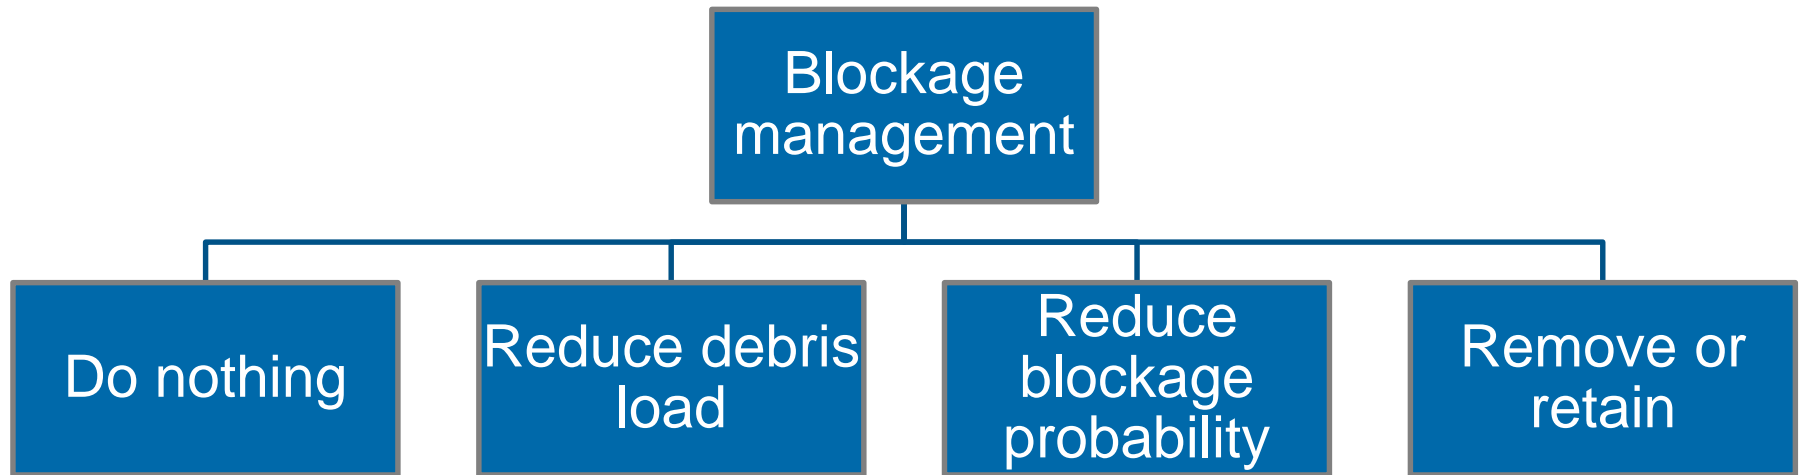 Blockage
management
Do nothing
Reduce debris
load
Reduce
blockage
probability
Remove or
retain